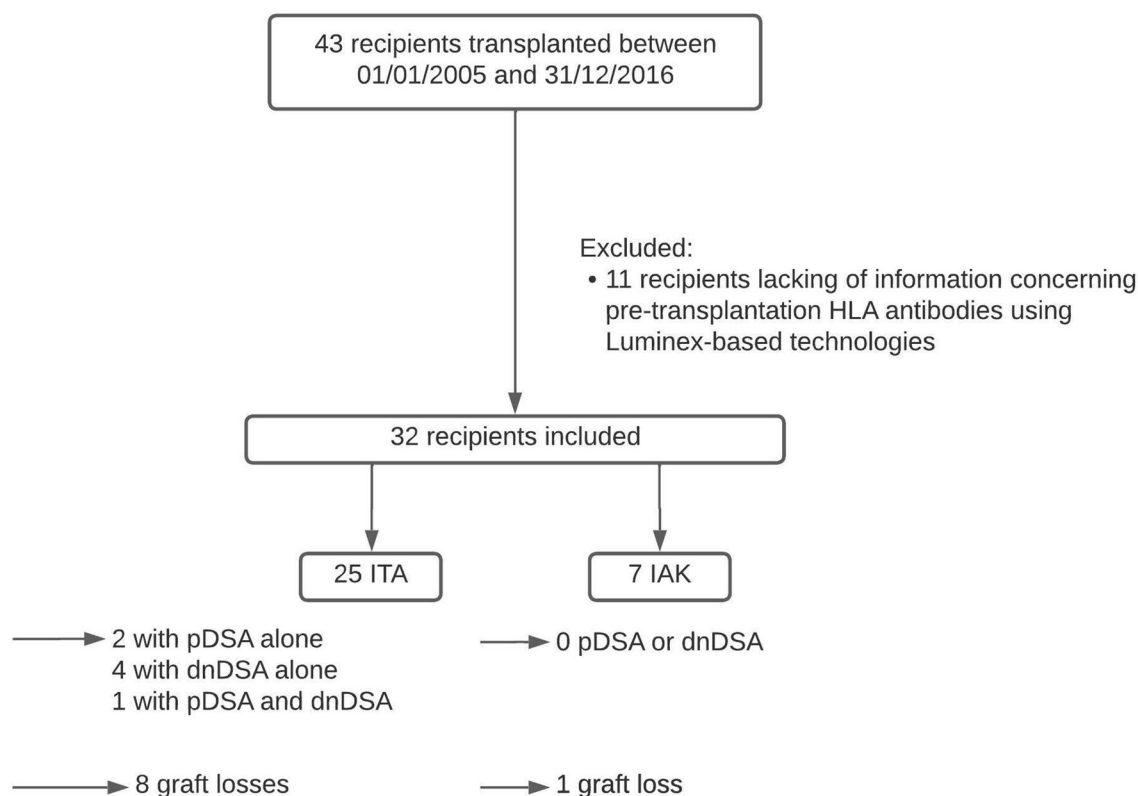 43 recipients transplanted between
01/01/2005 and 31/12/2016
Excluded:
• 11 recipients lacking of information concerning
pre-transplantation HLA antibodies using
Luminex-based technologies
32 recipients included
25 ITA
7 IAK
2 with pDSA alone
4 with dnDSA alone
1 with pDSA and dnDSA
0 pDSA or dnDSA
8 graft losses
1 graft loss